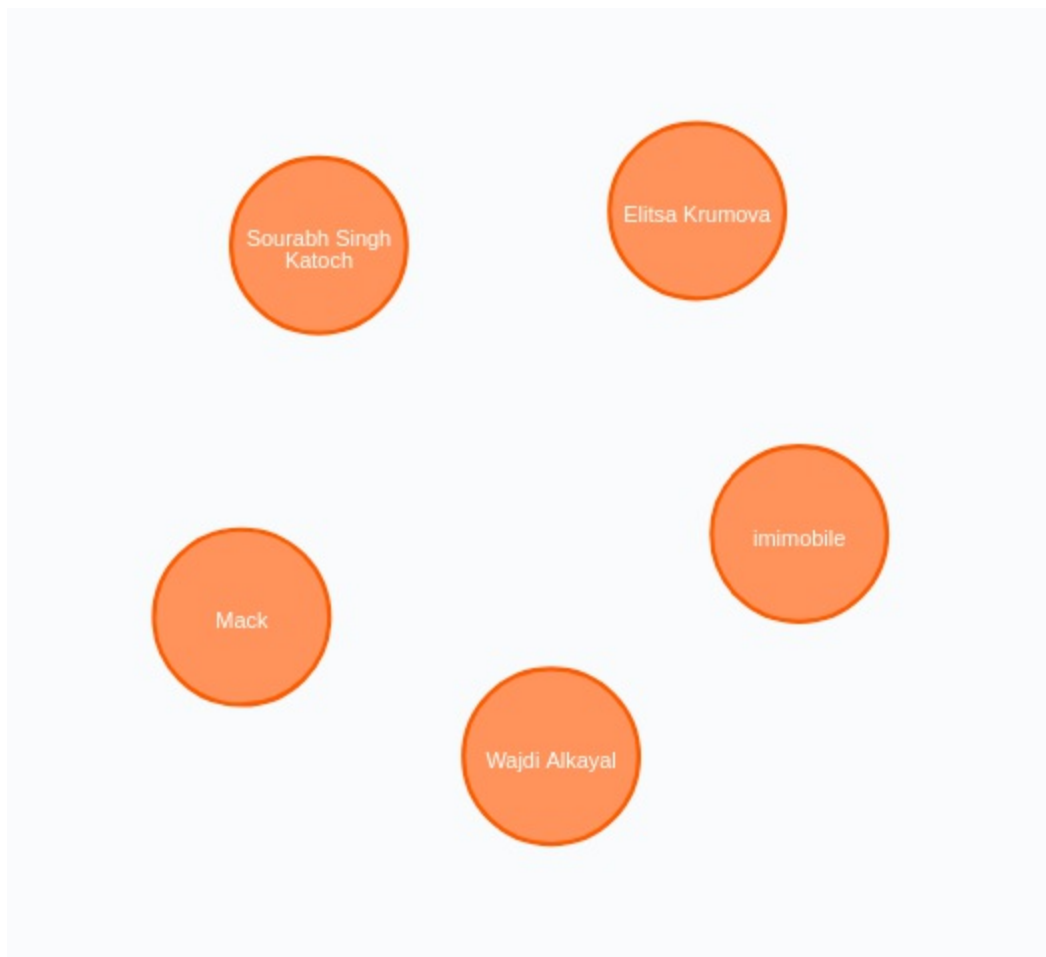 Elitsa Krumova
Sourabh Singh
Katoch
imimobile
Mack
Wajdi Alkayal